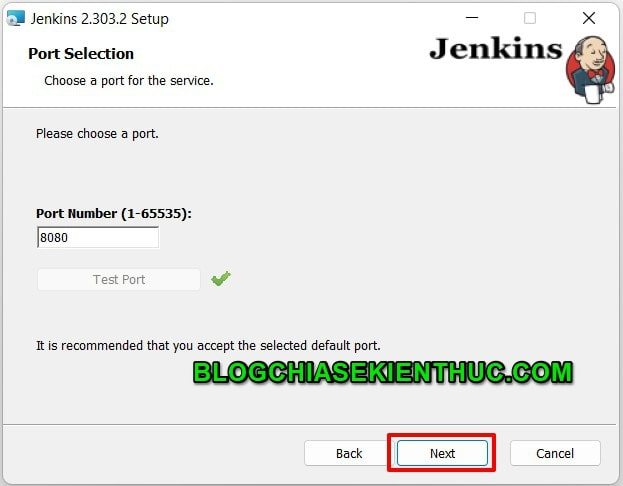 Jenkins 2.303.2 Setup
Port Selection
Jenkins
Choose a port for the service.
Please choose a port.
Port Number (1-65535):
8080
Test Port
It is recommended that you accept the selected default port.
BLOGCHIASEKIENTHUC.COM
Back
Next
Cancel